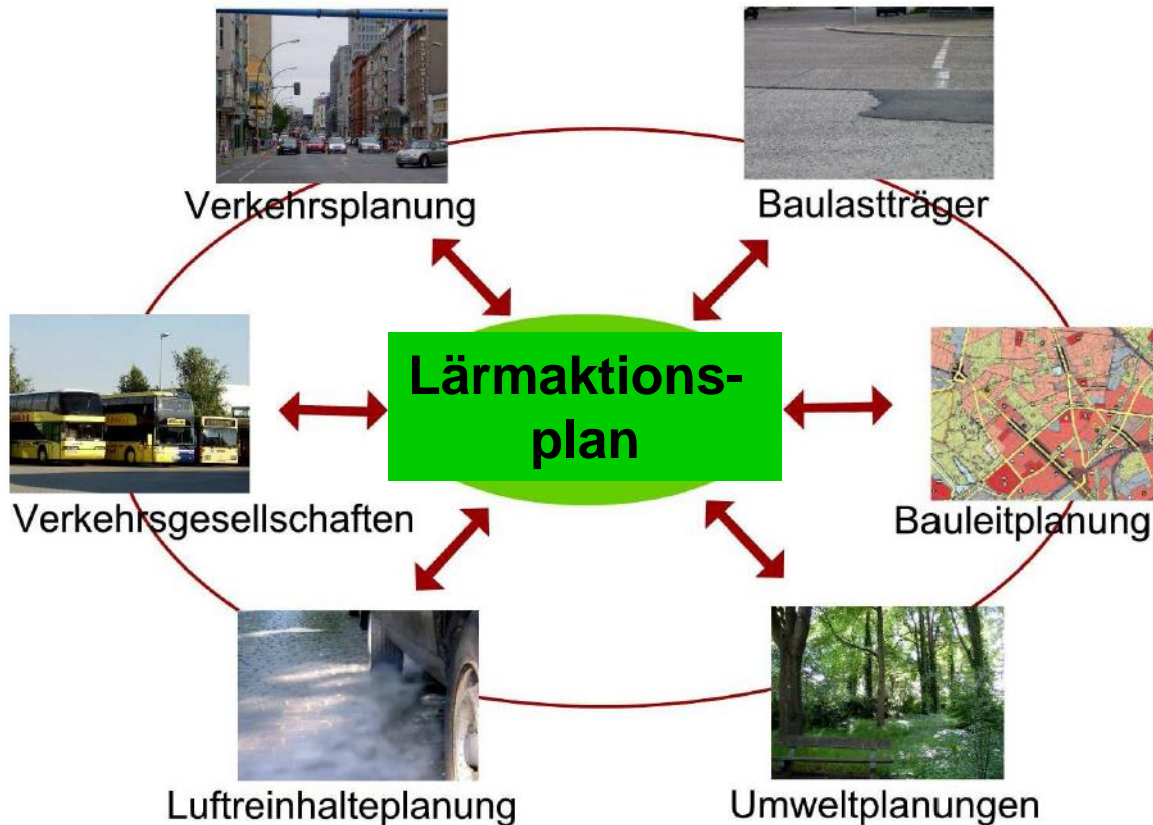 Verkehrsplanung
Baulastträger
Lärmaktions-
plan
Verkehrsgesellschaften
Bauleitplanung
Luftreinhalteplanung
Umweltplanungen